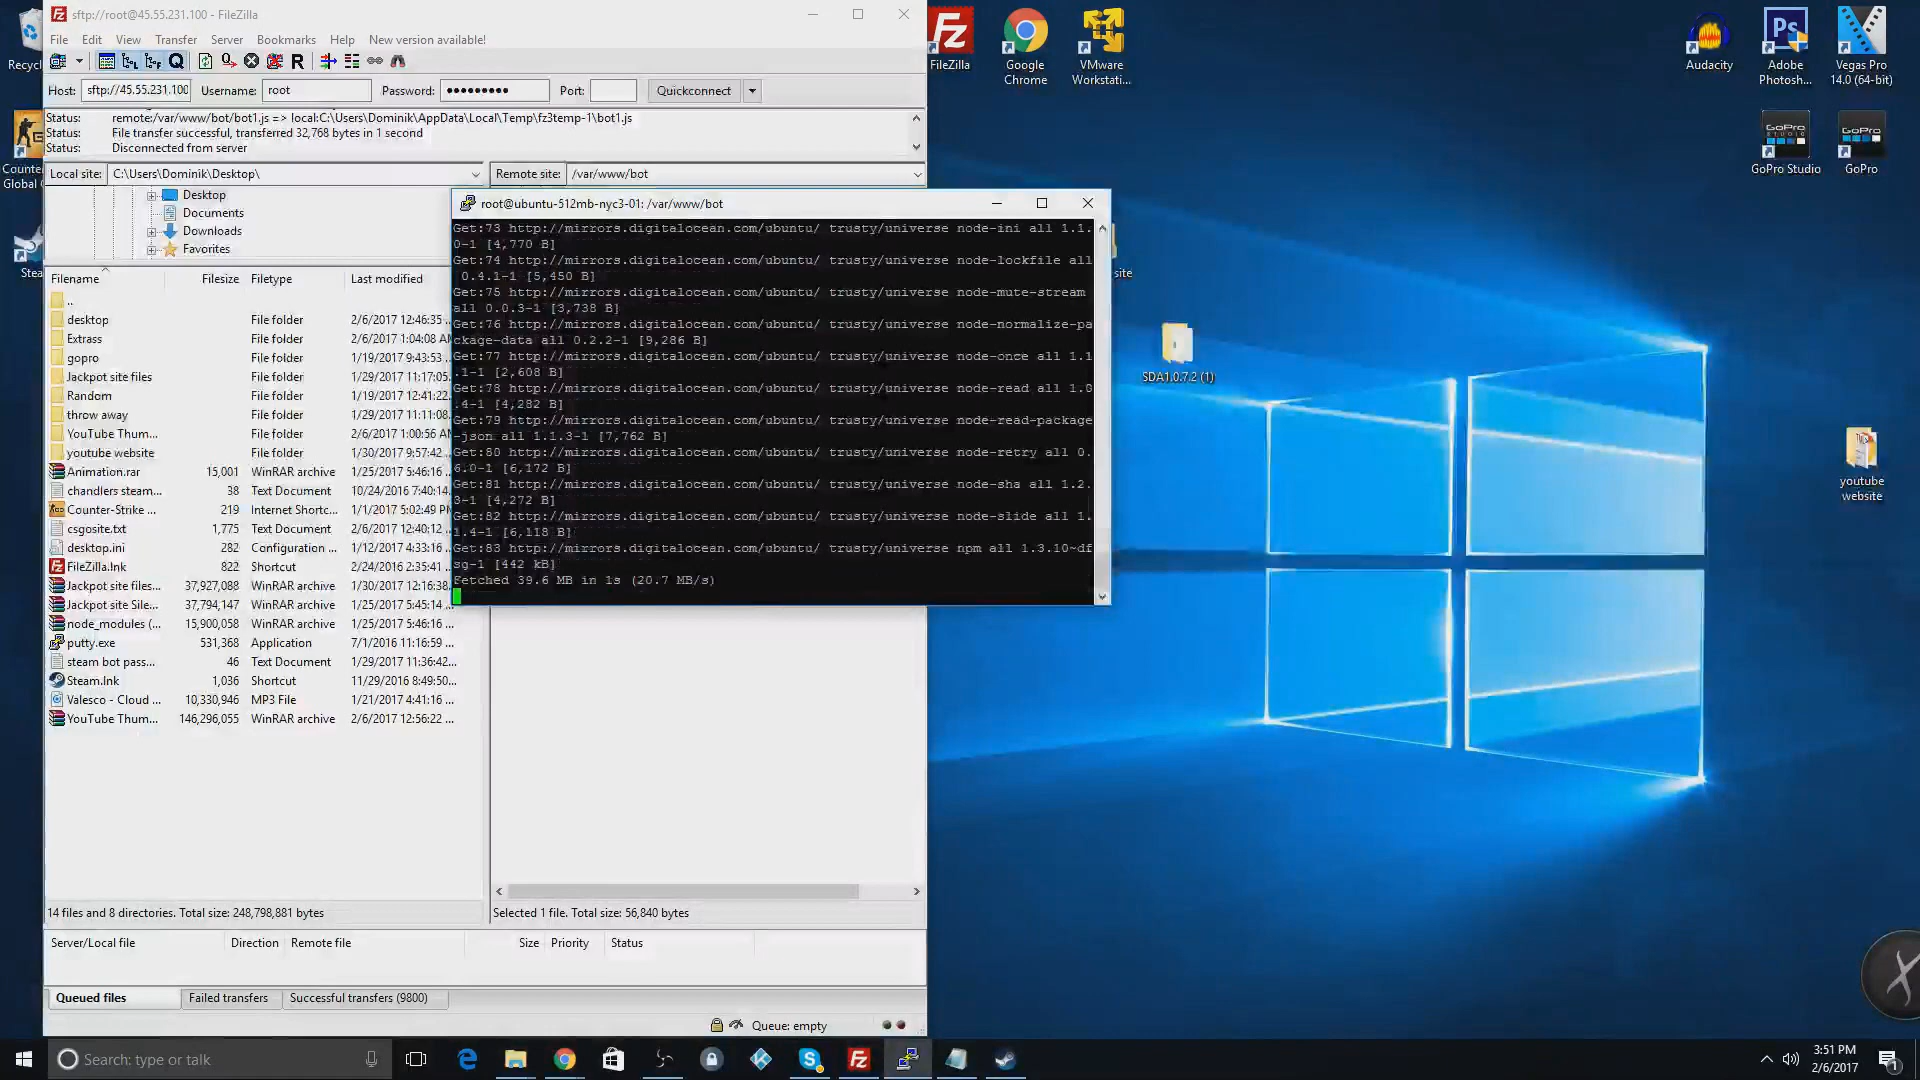 sftp://root@45.55.231.100 - FileZilla
File Edit View Transfer Server Bookmarks Help New version available!
Host: sftp://45.55.231.100 Username: root Password: ●●●●●●●●● Port: Quickconnect
Status: remote:/var/www/bot/bot1.js => local:C:\Users\Dominik\AppData\Local\Temp\fz3temp-1\bot1.js
Status: File transfer successful, transferred 32,768 bytes in 1 second
Status: Disconnected from server
Local site: C:\Users\Dominik\Desktop\ Remote site: /var/www/bot
Desktop
Documents
Downloads
Favorites
Filename Filesize Filetype Last modified
..
desktop File folder 2/6/2017 12:46:35
Extrass File folder 2/6/2017 1:04:08 AM
gopro File folder 1/19/2017 9:43:53
Jackpot site files File folder 1/29/2017 11:17:05
Random File folder 2/6/2017 12:41:22
throw away File folder 1/29/2017 11:11:08
YouTube Thum... File folder 2/6/2017 1:00:56 AM
youtube website File folder 1/30/2017 9:57:42
Animation.rar 15,001 WinRAR archive 1/25/2017 5:46:16
chandlers steam... 38 Text Document 10/24/2016 7:40:14
Counter-Strike ... 219 Internet Shortc... 1/1/2017 5:02:49 PM
csgosite.txt 1,775 Text Document 2/6/2017 12:40:12
desktop.ini 282 Configuration ... 1/12/2017 4:33:16
FileZilla.lnk 822 Shortcut 2/24/2016 2:35:41
Jackpot site files... 37,927,088 WinRAR archive 1/30/2017 12:16:38
Jackpot site Sile... 37,794,147 WinRAR archive 1/25/2017 5:45:14
node_modules (... 15,900,058 WinRAR archive 1/25/2017 5:46:16
putty.exe 531,368 Application 7/1/2016 11:16:59 ...
steam bot pass... 46 Text Document 1/29/2017 11:36:42...
Steam.lnk 1,036 Shortcut 11/29/2016 8:49:50...
Valesco - Cloud ... 10,330,946 MP3 File 1/21/2017 4:41:16 ...
YouTube Thum... 146,296,055 WinRAR archive 2/6/2017 12:56:22 ...
14 files and 8 directories. Total size: 248,798,881 bytes
Selected 1 file. Total size: 56,840 bytes
Server/Local file Direction Remote file Size Priority Status
Queued files Failed transfers Successful transfers (9800)
Queue: empty
root@ubuntu-512mb-nyc3-01: /var/www/bot
Get:73 http://mirrors.digitalocean.com/ubuntu/ trusty/universe node-ini all 1.1.
0-1 [4,770 B]
Get:74 http://mirrors.digitalocean.com/ubuntu/ trusty/universe node-lockfile all
 0.4.1-1 [5,450 B]
Get:75 http://mirrors.digitalocean.com/ubuntu/ trusty/universe node-mute-stream
all 0.0.3-1 [3,738 B]
Get:76 http://mirrors.digitalocean.com/ubuntu/ trusty/universe node-normalize-pa
ckage-data all 0.2.2-1 [9,286 B]
Get:77 http://mirrors.digitalocean.com/ubuntu/ trusty/universe node-once all 1.1
.1-1 [2,608 B]
Get:78 http://mirrors.digitalocean.com/ubuntu/ trusty/universe node-read all 1.0
.4-1 [4,282 B]
Get:79 http://mirrors.digitalocean.com/ubuntu/ trusty/universe node-read-package
-json all 1.1.3-1 [7,762 B]
Get:80 http://mirrors.digitalocean.com/ubuntu/ trusty/universe node-retry all 0.
6.0-1 [6,172 B]
Get:81 http://mirrors.digitalocean.com/ubuntu/ trusty/universe node-sha all 1.2.
3-1 [4,272 B]
Get:82 http://mirrors.digitalocean.com/ubuntu/ trusty/universe node-slide all 1.
1.4-1 [6,118 B]
Get:83 http://mirrors.digitalocean.com/ubuntu/ trusty/universe npm all 1.3.10~df
sg-1 [442 kB]
Fetched 39.6 MB in 1s (20.7 MB/s)
Recyc
Counter
Global
Stea
FileZilla
Google
Chrome
VMware
Workstati...
site
SDA1.0.7.2 (1)
Audacity
Adobe
Photosh...
Vegas Pro
14.0 (64-bit)
GoPro Studio
GoPro
youtube
website
Search: type or talk
3:51 PM
2/6/2017